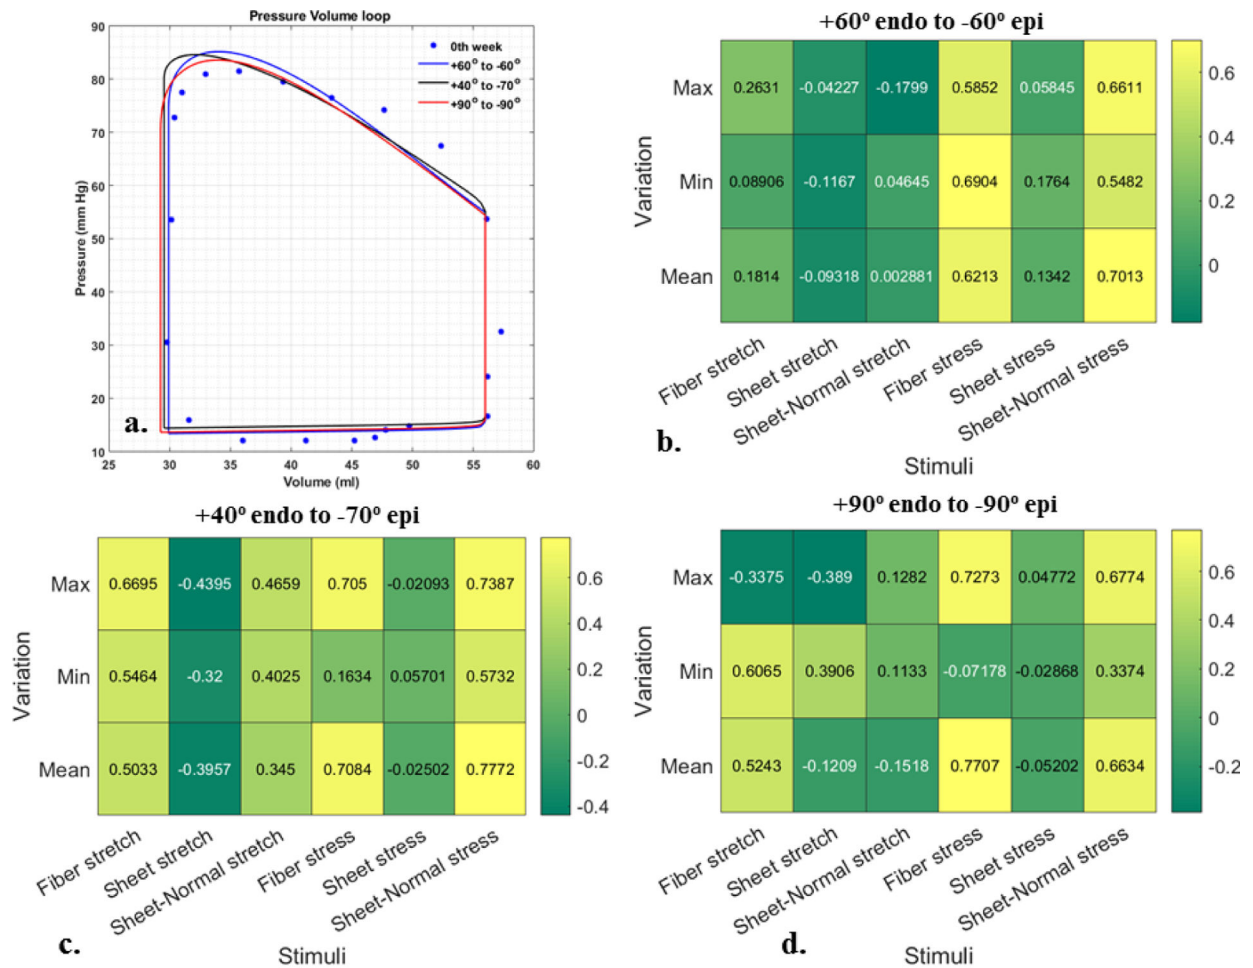 Pressure Volume loop
90
80
70
60
50
40
30
20
10
25
30
35
40
45
50
55
60
Pressure (mm Hg)
Volume (ml)
0th week
+60° to -60°
+40° to -70°
+90° to -90°
a.
+60º endo to -60º epi
Max
0.2631 -0.04227 -0.1799 0.5852 0.05845 0.6611
Min
0.08906 -0.1167 0.04645 0.6904 0.1764 0.5482
Mean
0.1814 -0.09318 0.002881 0.6213 0.1342 0.7013
Variation
Fiber stretch
Sheet stretch
Sheet-Normal stretch
Fiber stress
Sheet stress
Sheet-Normal stress
Stimuli
0.6
0.4
0.2
0
b.
+40º endo to -70º epi
Max
0.6695 -0.4395 0.4659 0.705 -0.02093 0.7387
Min
0.5464 -0.32 0.4025 0.1634 0.05701 0.5732
Mean
0.5033 -0.3957 0.345 0.7084 -0.02502 0.7772
Variation
Fiber stretch
Sheet stretch
Sheet-Normal stretch
Fiber stress
Sheet stress
Sheet-Normal stress
Stimuli
0.6
0.4
0.2
0
-0.2
-0.4
c.
+90º endo to -90º epi
Max
-0.3375 -0.389 0.1282 0.7273 0.04772 0.6774
Min
0.6065 0.3906 0.1133 -0.07178 -0.02868 0.3374
Mean
0.5243 -0.1209 -0.1518 0.7707 -0.05202 0.6634
Variation
Fiber stretch
Sheet stretch
Sheet-Normal stretch
Fiber stress
Sheet stress
Sheet-Normal stress
Stimuli
0.6
0.4
0.2
0
-0.2
d.